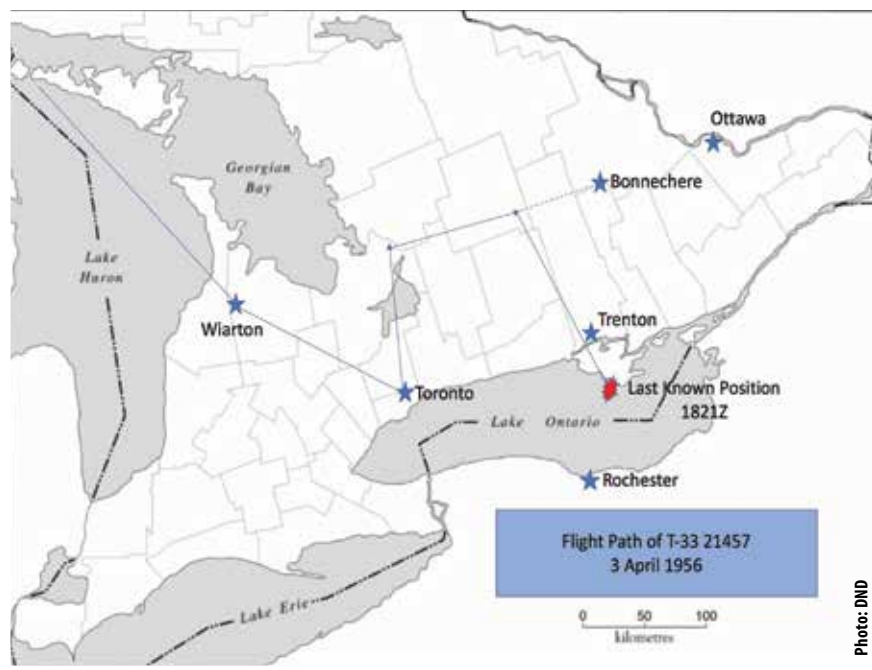 Ottawa
Georgian
Bay
Bonnechere
Lake
Huron
Wiarton
Trenton
Toronto
Last Known Position
1821Z
Lake Ontario
Rochester
Flight Path of T-33 21457
3 April 1956
Lake Erie
0 50 100
kilometres
Photo: DND